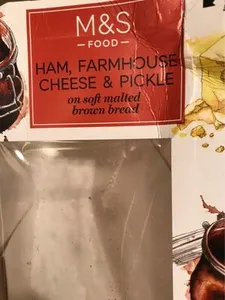 M&S
FOOD
HAM, FARMHOUSE
CHEESE & PICKLE
on soft malted
brown bread